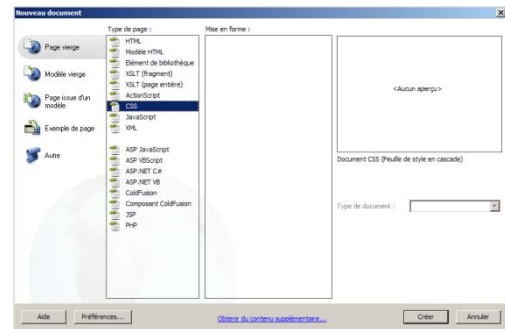 Nouveau document
Page vierge
Modèle vierge
Page issue d'un
modèle
Exemple de page
Autre
Type de page :
HTML
Modèle HTML
Elément de bibliothèque
XSLT (fragment)
XSLT (page entière)
ActionScript
CSS
JavaScript
XML
ASP JavaScript
ASP VBScript
ASP.NET C#
ASP.NET VB
ColdFusion
Composant ColdFusion
JSP
PHP
Mise en forme :
<Aucun aperçu>
Document CSS (Feuille de style en cascade)
Type de document :
Aide
Préférences...
Obtenir du contenu supplémentaire...
Créer
Annuler